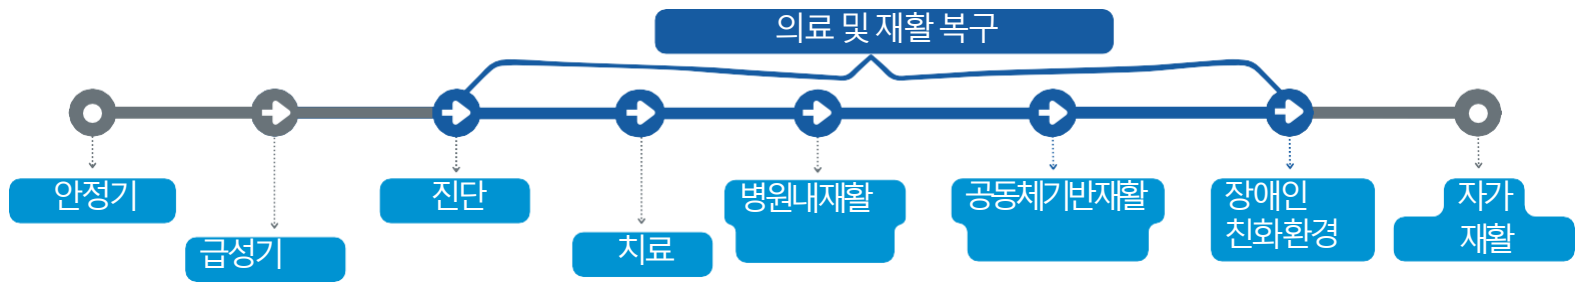 의료 및 재활 복구
안정기
급성기
진단
치료
병원내재활
공동체기반재활
장애인
친화환경
자가
재활